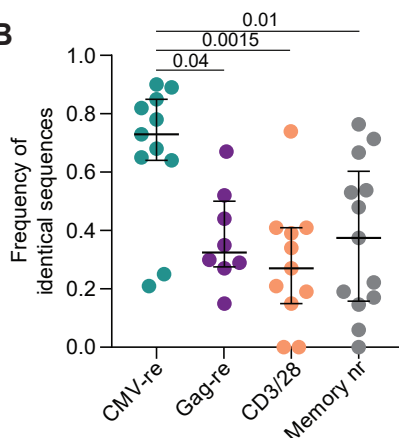 B
0.01
0.0015
0.04
Frequency of
identical sequences
1.0
0.8
0.6
0.4
0.2
0.0
CMV-re
Gag-re
CD3/28
Memory nr